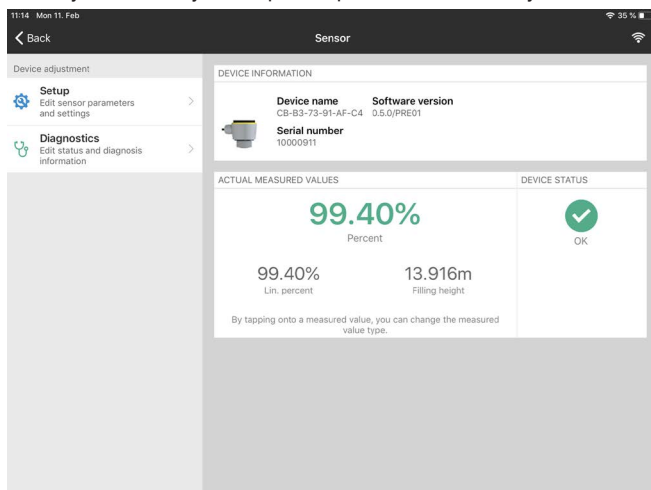 11:14 Mon 11. Feb
35 %
Back
Sensor
Device adjustment
Setup
Edit sensor parameters
and settings
Diagnostics
Edit status and diagnosis
information
DEVICE INFORMATION
Device name
CB-B3-73-91-AF-C4
Software version
0.5.0/PRE01
Serial number
10000911
ACTUAL MEASURED VALUES
99.40%
Percent
99.40%
Lin. percent
13.916m
Filling height
By tapping onto a measured value, you can change the measured
value type.
DEVICE STATUS
OK